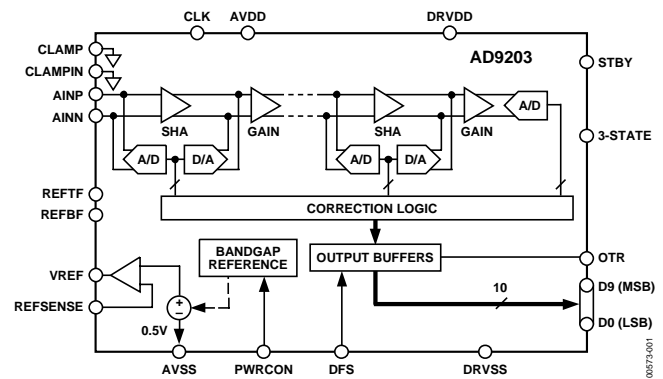 CLK AVDD DRVDD
AD9203
CLAMP
CLAMPIN
AINP
AINN
STBY
3-STATE
SHA GAIN SHA GAIN
A/D
A/D D/A A/D D/A
REFTF
REFBF
CORRECTION LOGIC
BANDGAP
REFERENCE
OUTPUT BUFFERS
OTR
VREF
REFSENSE
+
–
0.5V
10
D9 (MSB)
D0 (LSB)
AVSS PWRCON DFS DRVSS
00573-001